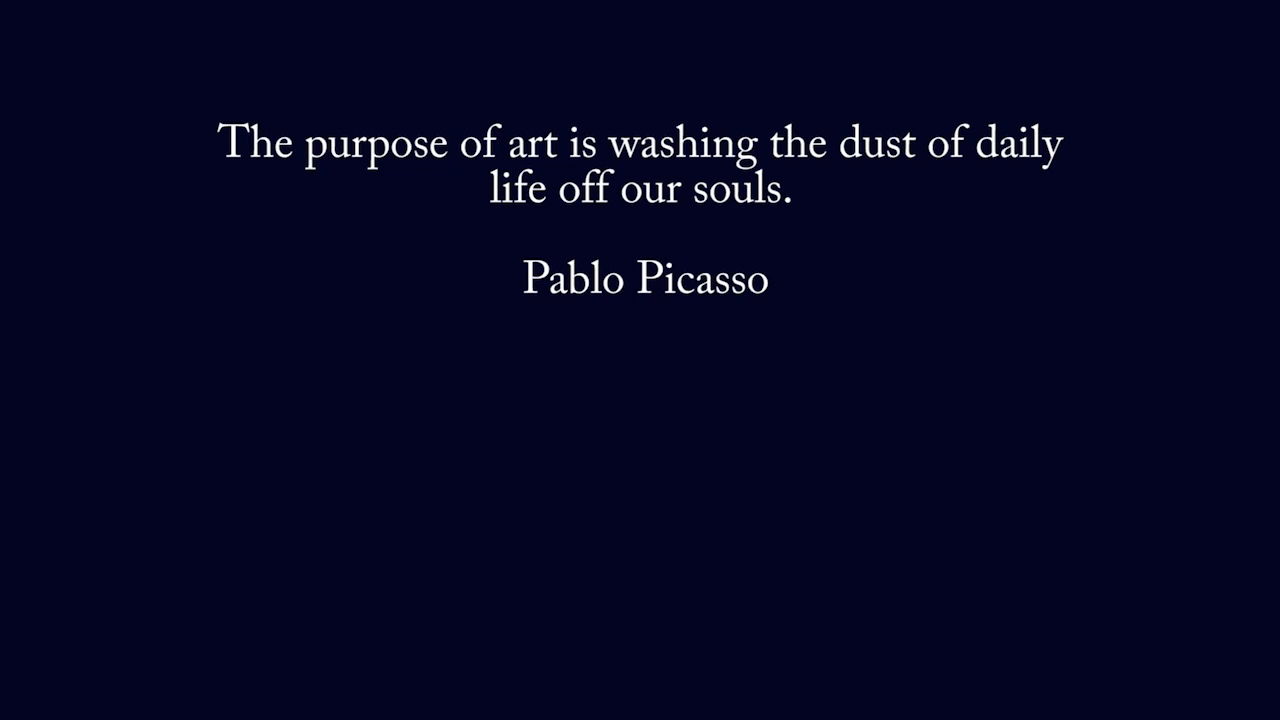 The purpose of art is washing the dust of daily
life off our souls.
Pablo Picasso